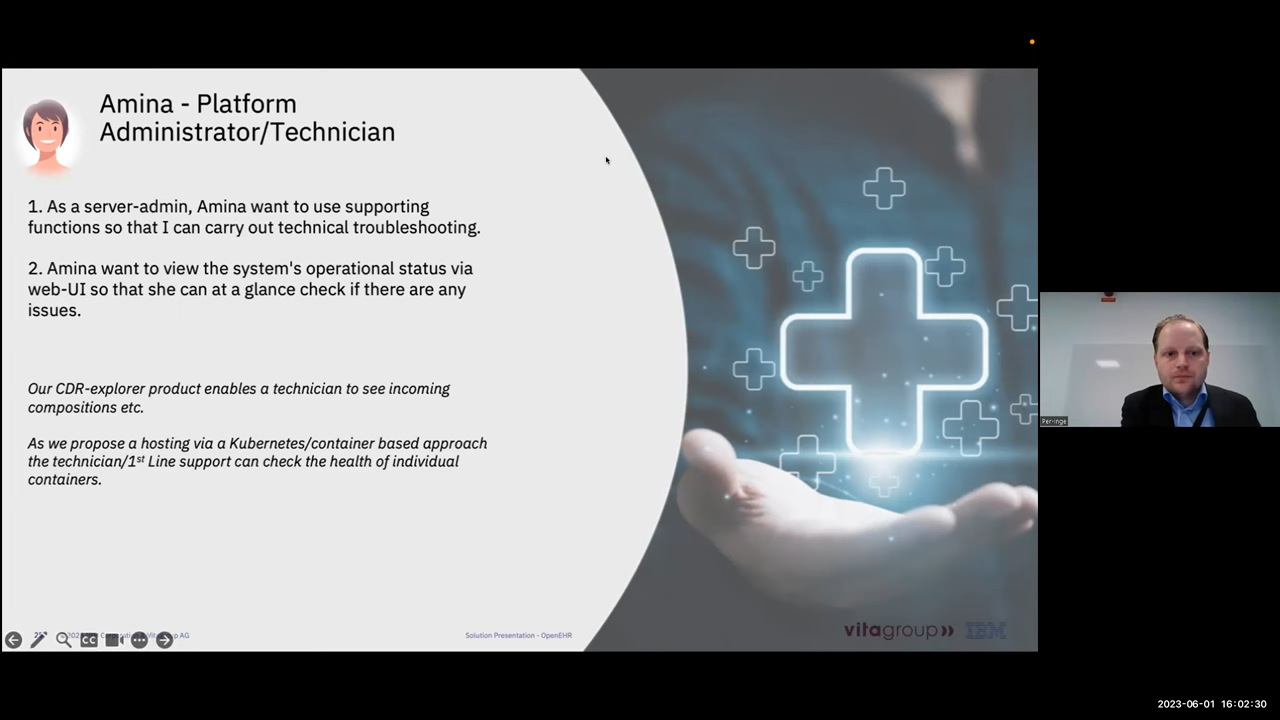 Amina - Platform
Administrator/Technician
1. As a server-admin, Amina want to use supporting
functions so that I can carry out technical troubleshooting.
2. Amina want to view the system's operational status via
web-UI so that she can at a glance check if there are any
issues.
Our CDR-explorer product enables a technician to see incoming
compositions etc.
As we propose a hosting via a Kubernetes/container based approach
the technician/1st Line support can check the health of individual
containers.
AG
Solution Presentation - OpenEHR
vitagroup
IBM
CC
Per-Inge
2023-06-01 16:02:30